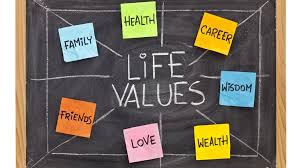 HEALTH
FAMILY
CAREER
LiFE
VALUES
WISDOM
FRIENDS
LOVE
WEALTH